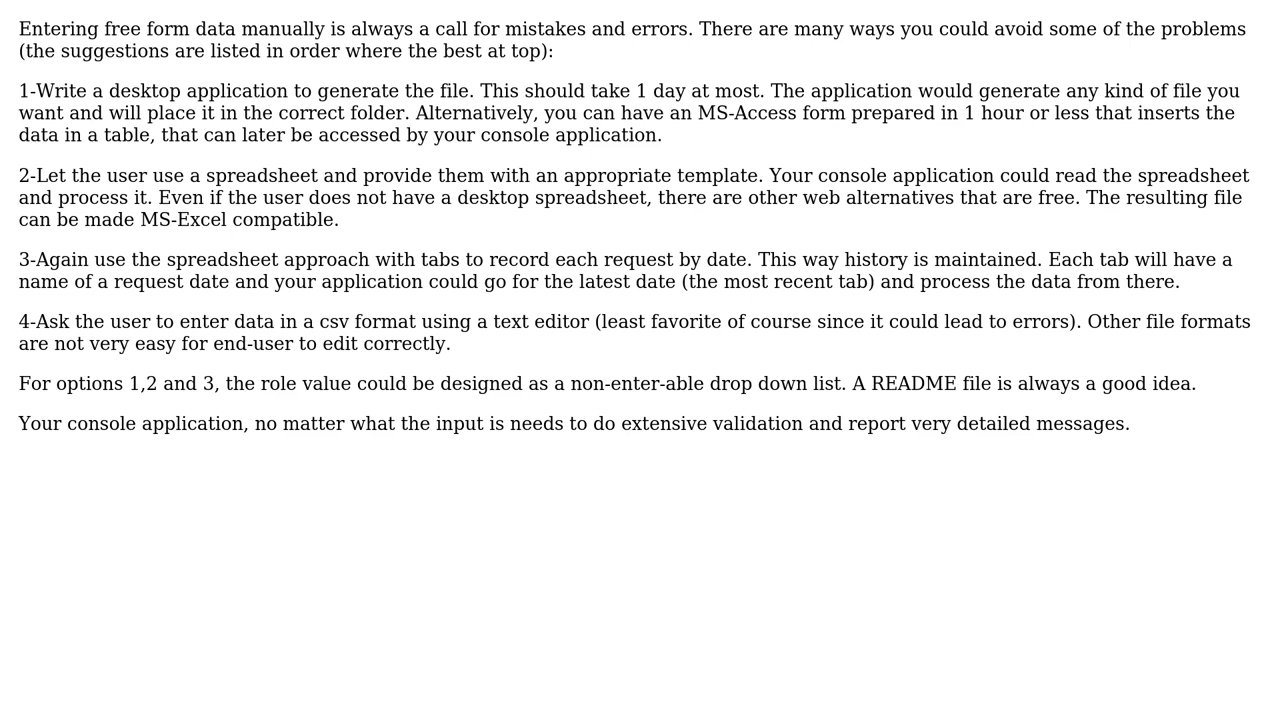 Entering free form data manually is always a call for mistakes and errors. There are many ways you could avoid some of the problems
(the suggestions are listed in order where the best at top):
1-Write a desktop application to generate the file. This should take 1 day at most. The application would generate any kind of file you
want and will place it in the correct folder. Alternatively, you can have an MS-Access form prepared in 1 hour or less that inserts the
data in a table, that can later be accessed by your console application.
2-Let the user use a spreadsheet and provide them with an appropriate template. Your console application could read the spreadsheet
and process it. Even if the user does not have a desktop spreadsheet, there are other web alternatives that are free. The resulting file
can be made MS-Excel compatible.
3-Again use the spreadsheet approach with tabs to record each request by date. This way history is maintained. Each tab will have a
name of a request date and your application could go for the latest date (the most recent tab) and process the data from there.
4-Ask the user to enter data in a csv format using a text editor (least favorite of course since it could lead to errors). Other file formats
are not very easy for end-user to edit correctly.
For options 1,2 and 3, the role value could be designed as a non-enter-able drop down list. A README file is always a good idea.
Your console application, no matter what the input is needs to do extensive validation and report very detailed messages.